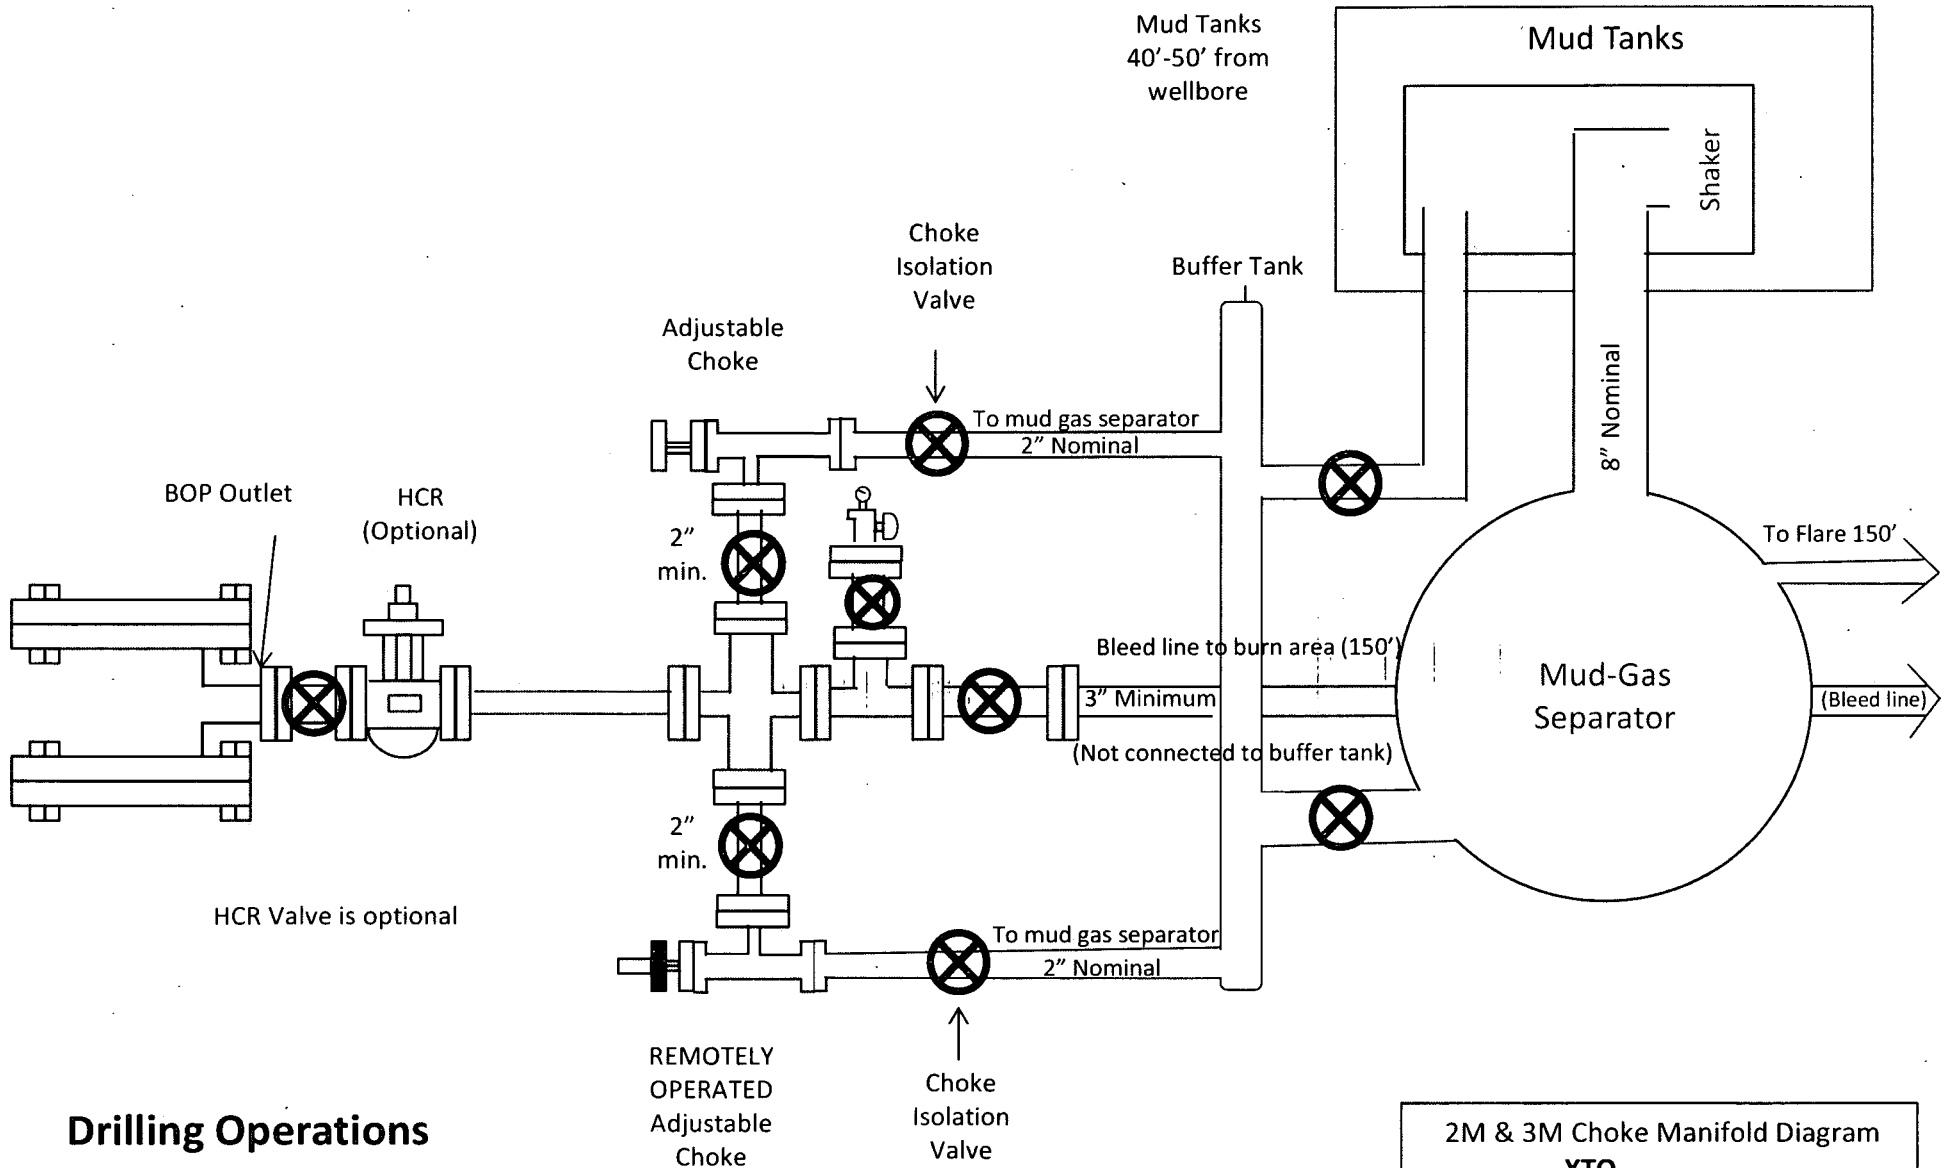 Mud Tanks
40'-50' from
wellbore
Mud Tanks
Shaker
Choke
Isolation
Valve
Buffer Tank
Adjustable
Choke
To mud gas separator
2" Nominal
8" Nominal
BOP Outlet
HCR
(Optional)
2"
min.
To Flare 150'
Bleed line to burn area (150')
3" Minimum
(Not connected to buffer tank)
Mud-Gas
Separator
(Bleed line)
2"
min.
HCR Valve is optional
To mud gas separator
2" Nominal
REMOTELY
OPERATED
Adjustable
Choke
Choke
Isolation
Valve
Drilling Operations
2M & 3M Choke Manifold Diagram
XTO